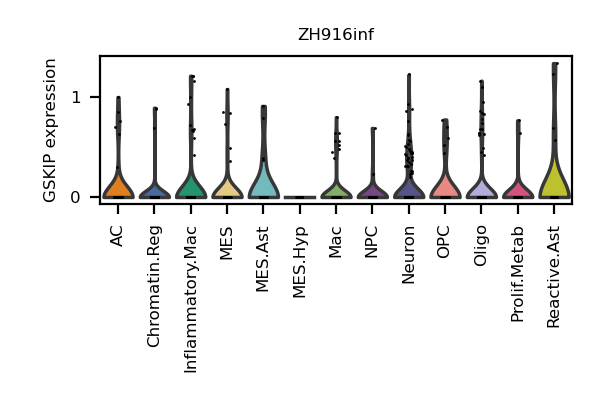 ZH916inf
GSKIP expression
1
0
AC
Chromatin.Reg
Inflammatory.Mac
MES
MES.Ast
MES.Hyp
Mac
NPC
Neuron
OPC
Oligo
Prolif.Metab
Reactive.Ast